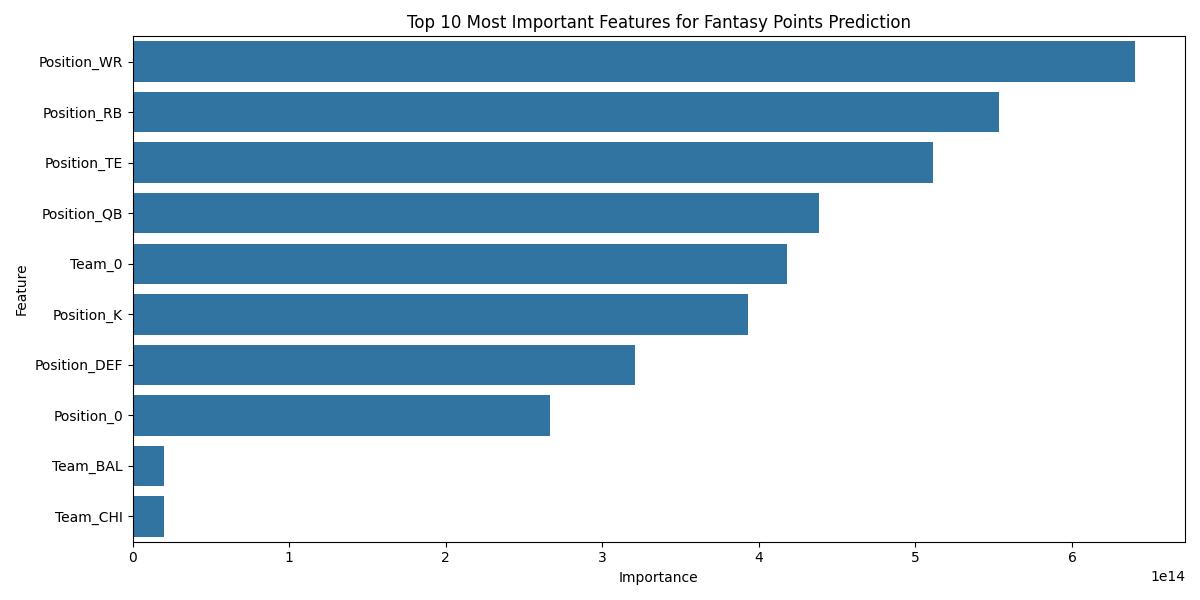 Top 10 Most Important Features for Fantasy Points Prediction
Feature
Position_WR
Position_RB
Position_TE
Position_QB
Team_0
Position_K
Position_DEF
Position_0
Team_BAL
Team_CHI
0 1 2 3 4 5 6
1e14
Importance